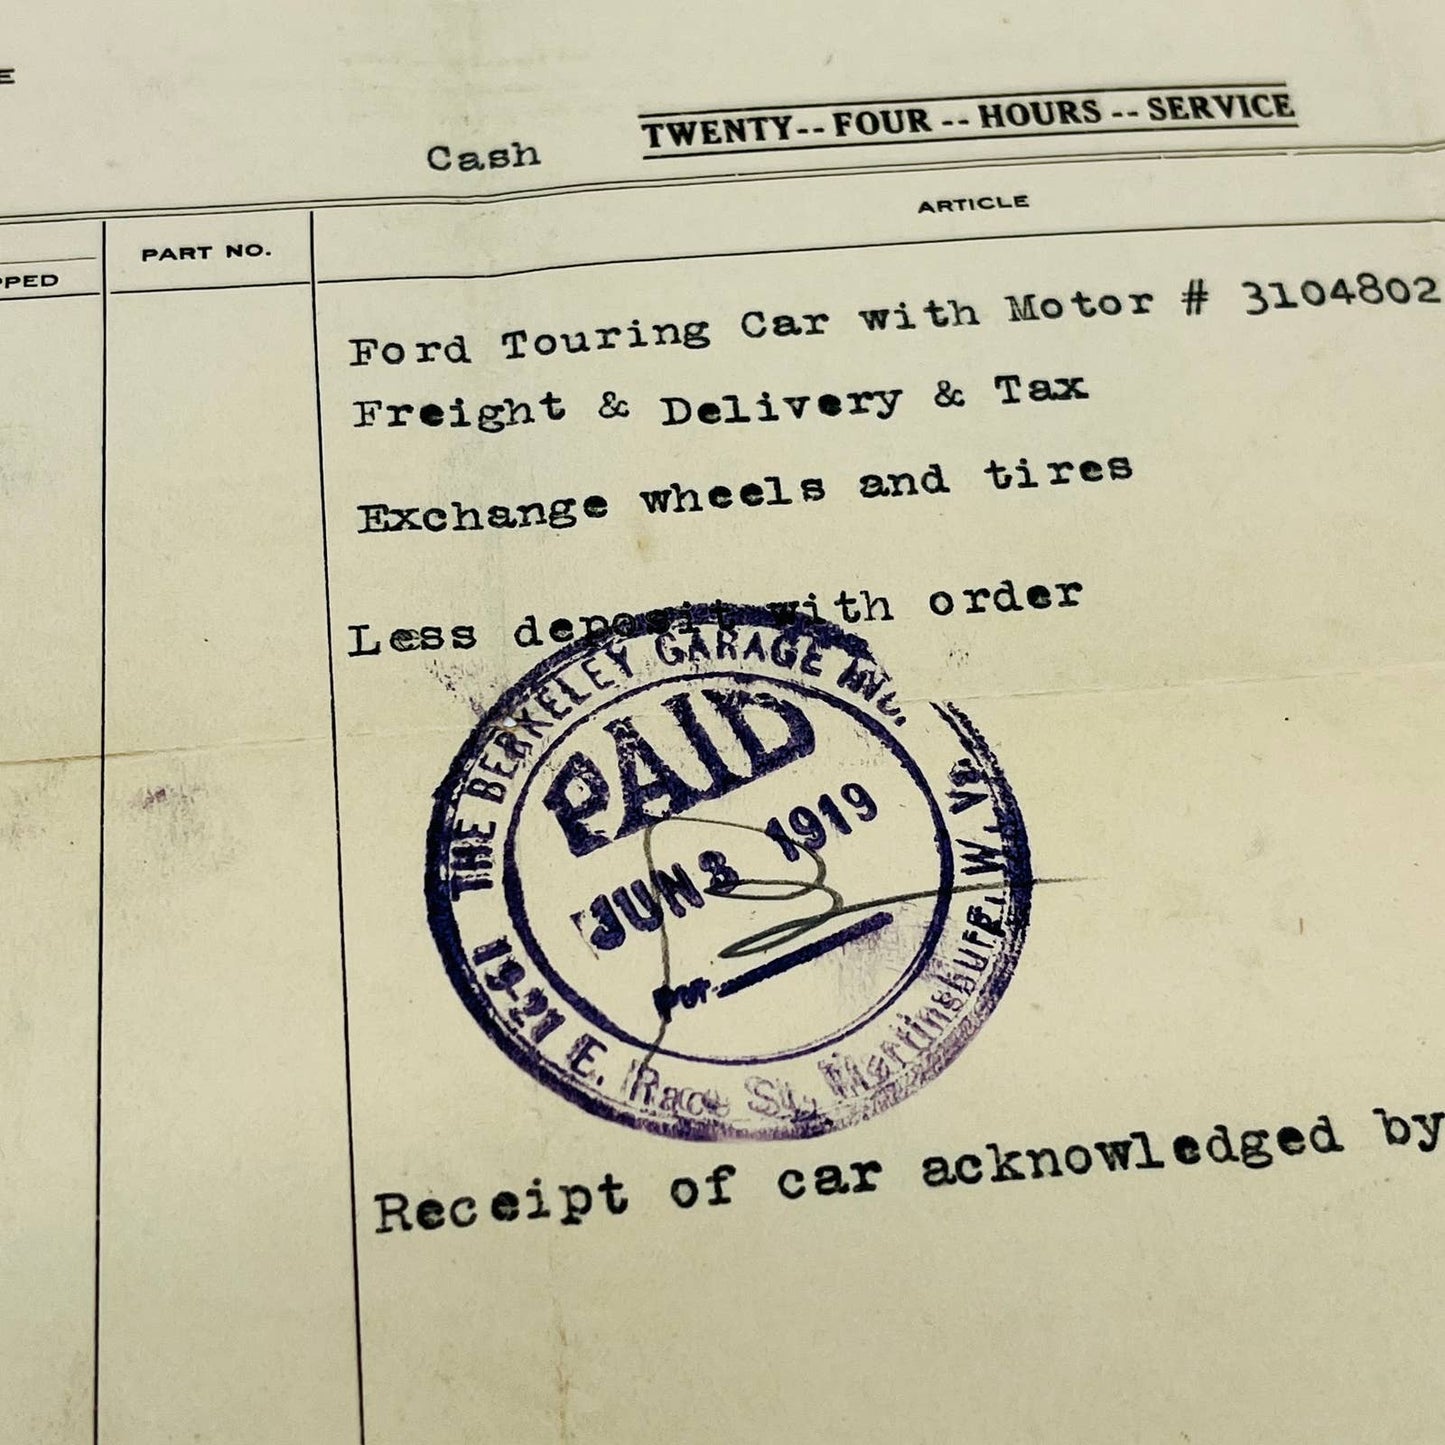 E
Cash
TWENTY-- FOUR -- HOURS -- SERVICE
PPED
PART NO.
ARTICLE
Ford Touring Car with Motor # 3104802
Freight & Delivery & Tax
Exchange wheels and tires
Less deposit with order
THE BERKELEY GARAGE INC.
PAID
JUN 3 1919
per
19-21 E. Race St., Martinsburg, W. Va.
Receipt of car acknowledged by